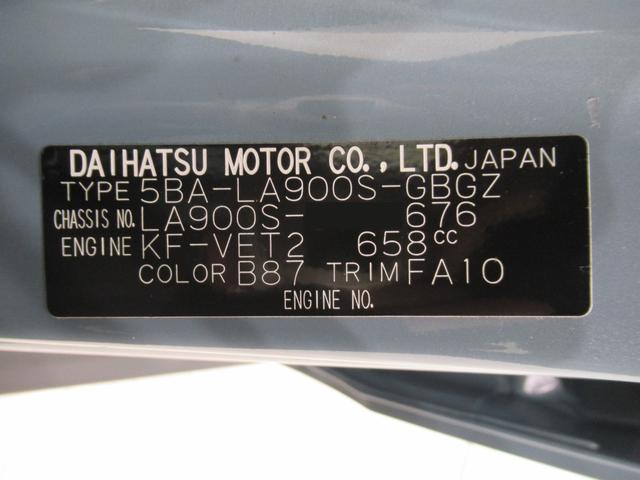 DAIHATSU MOTOR CO., LTD. JAPAN
TYPE 5BA-LA900S-GBGZ
CHASSIS NO. LA900S- 676
ENGINE KF-VET2 658cc
COLOR B87 TRIM FA10
ENGINE NO.